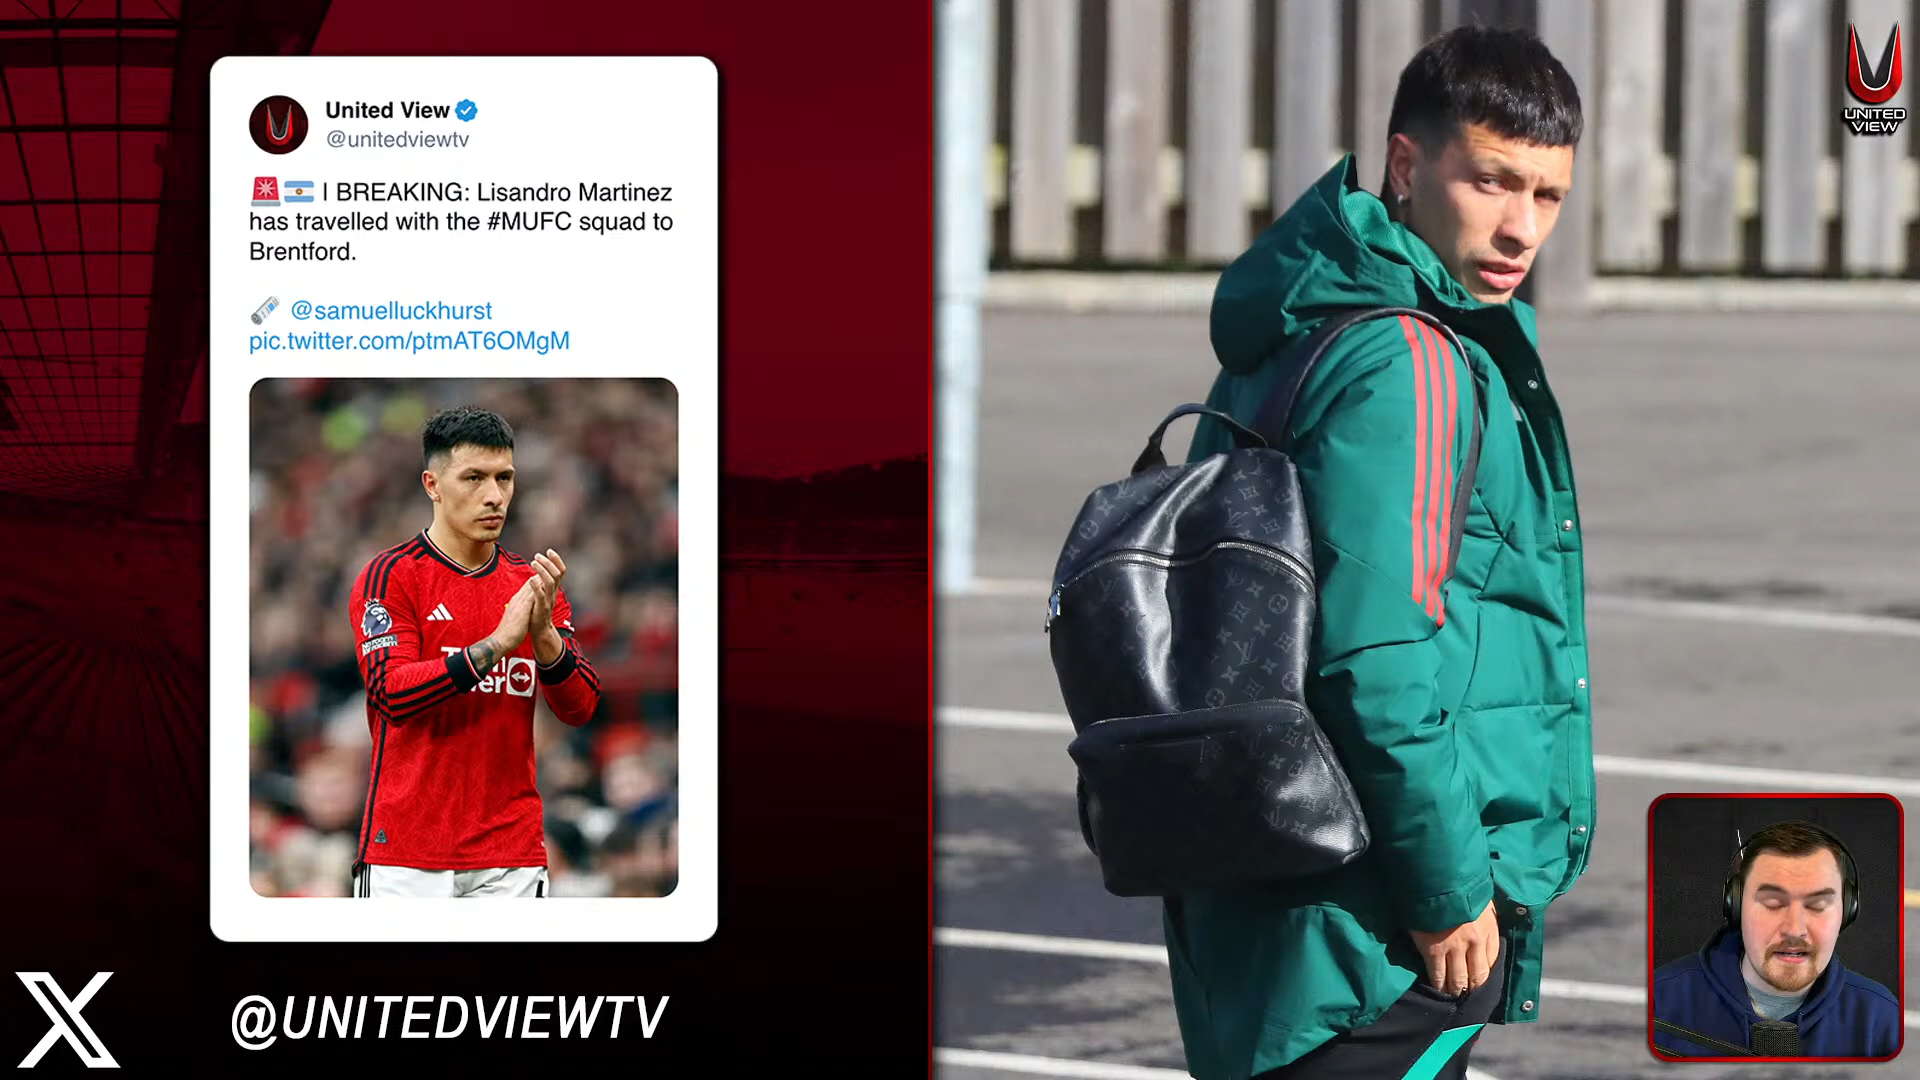 United View
@unitedviewtv
I BREAKING: Lisandro Martinez
has travelled with the #MUFC squad to
Brentford.
@samuelluckhurst
pic.twitter.com/ptmAT6OMgM
@UNITEDVIEWTV
UNITED
VIEW